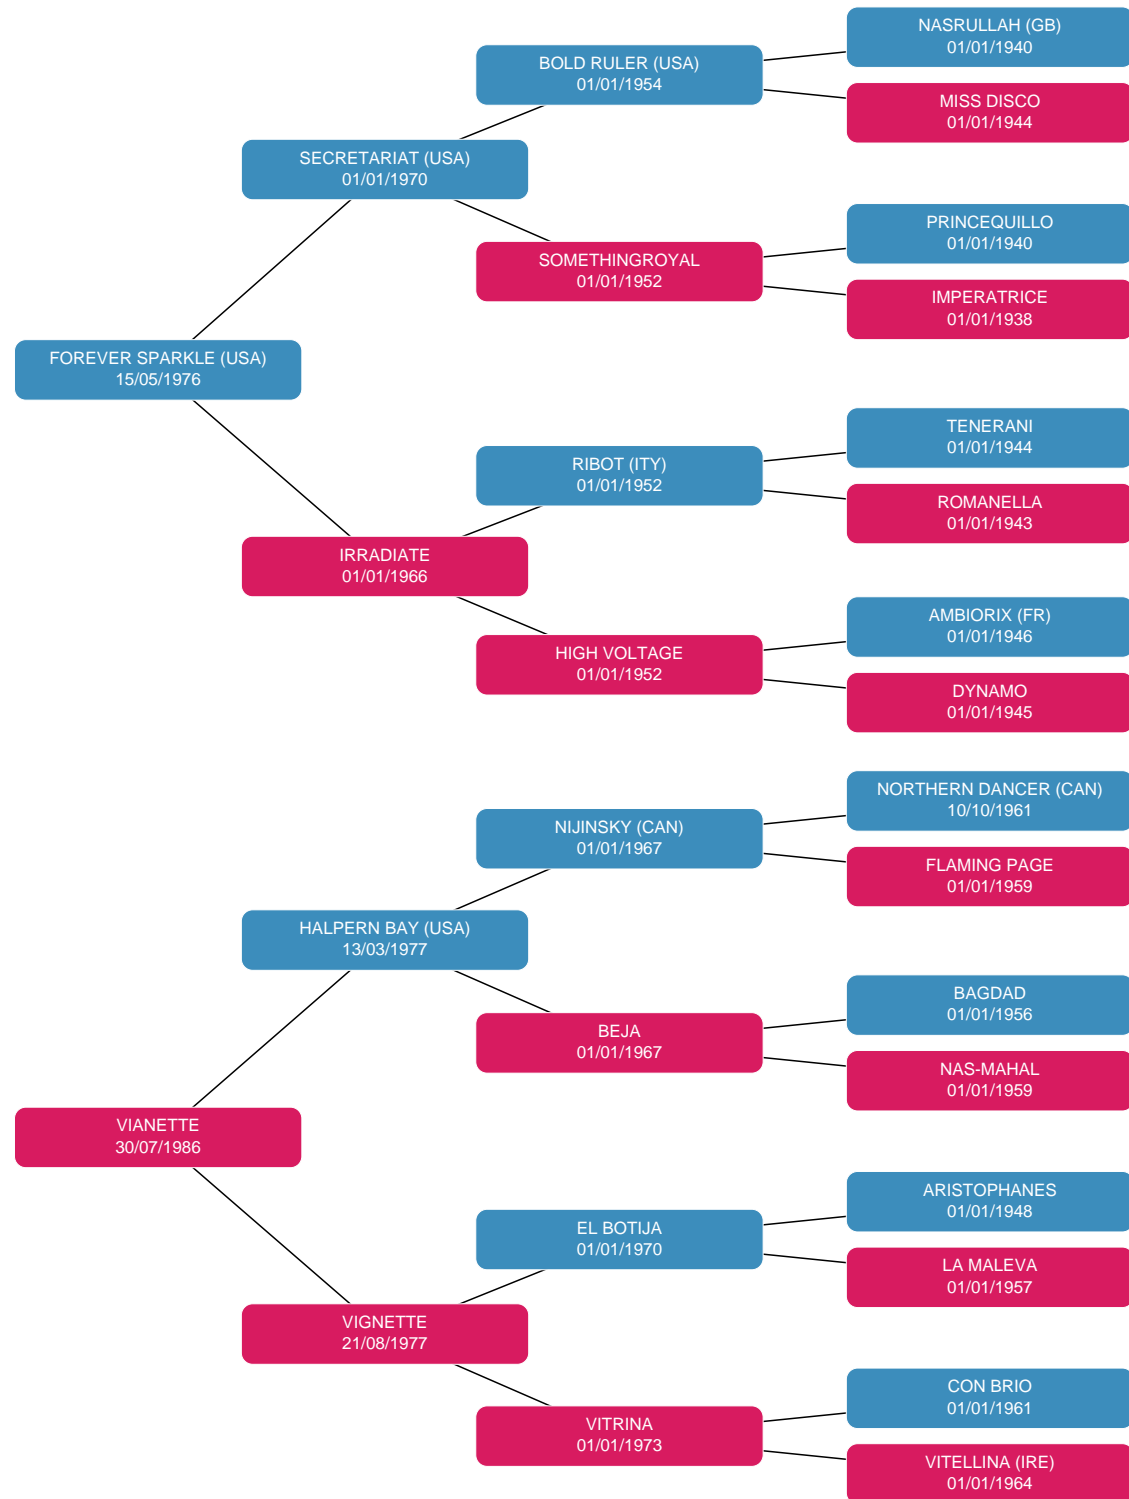 NASRULLAH (GB)
01/01/1940
BOLD RULER (USA)
01/01/1954
MISS DISCO
01/01/1944
SECRETARIAT (USA)
01/01/1970
PRINCEQUILLO
01/01/1940
SOMETHINGROYAL
01/01/1952
IMPERATRICE
01/01/1938
FOREVER SPARKLE (USA)
15/05/1976
TENERANI
01/01/1944
RIBOT (ITY)
01/01/1952
ROMANELLA
01/01/1943
IRRADIATE
01/01/1966
AMBIORIX (FR)
01/01/1946
HIGH VOLTAGE
01/01/1952
DYNAMO
01/01/1945
NORTHERN DANCER (CAN)
10/10/1961
NIJINSKY (CAN)
01/01/1967
FLAMING PAGE
01/01/1959
HALPERN BAY (USA)
13/03/1977
BAGDAD
01/01/1956
BEJA
01/01/1967
NAS-MAHAL
01/01/1959
VIANETTE
30/07/1986
ARISTOPHANES
01/01/1948
EL BOTIJA
01/01/1970
LA MALEVA
01/01/1957
VIGNETTE
21/08/1977
CON BRIO
01/01/1961
VITRINA
01/01/1973
VITELLINA (IRE)
01/01/1964